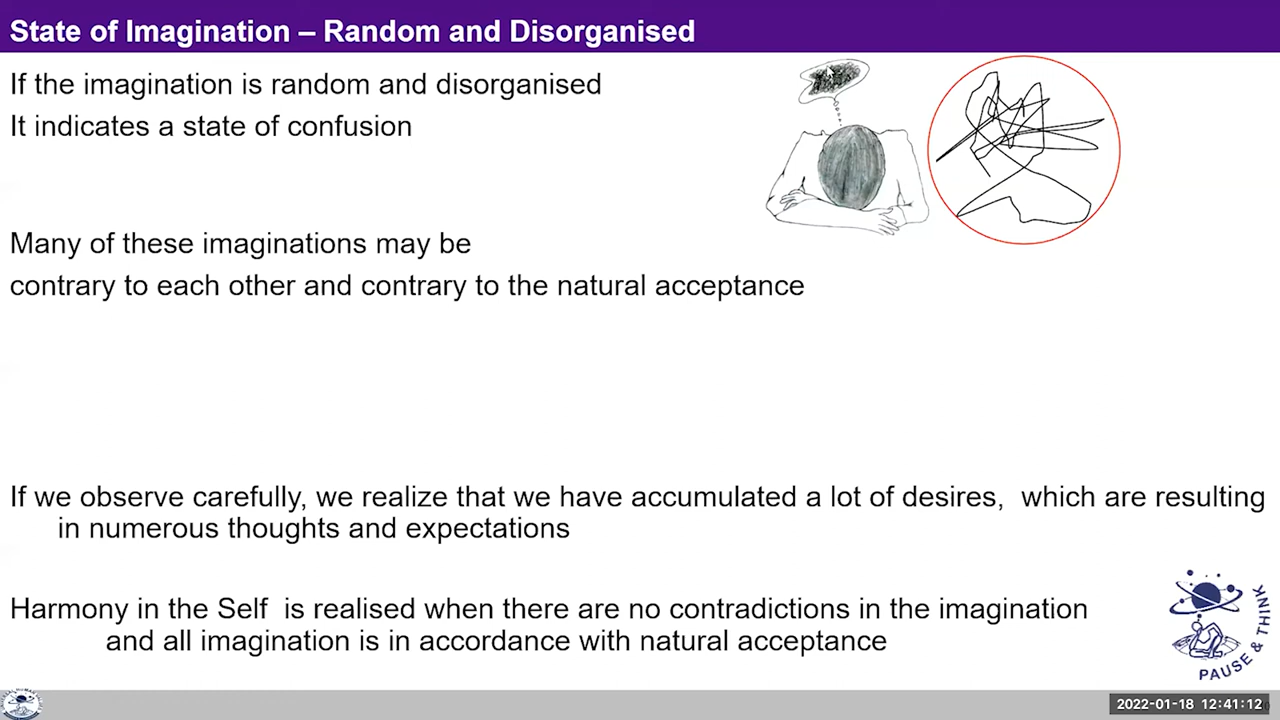 State of Imagination – Random and Disorganised
If the imagination is random and disorganised
It indicates a state of confusion
Many of these imaginations may be
contrary to each other and contrary to the natural acceptance
If we observe carefully, we realize that we have accumulated a lot of desires,  which are resulting
in numerous thoughts and expectations
Harmony in the Self  is realised when there are no contradictions in the imagination
and all imagination is in accordance with natural acceptance
PAUSE & THINK
2022-01-18 12:41:12